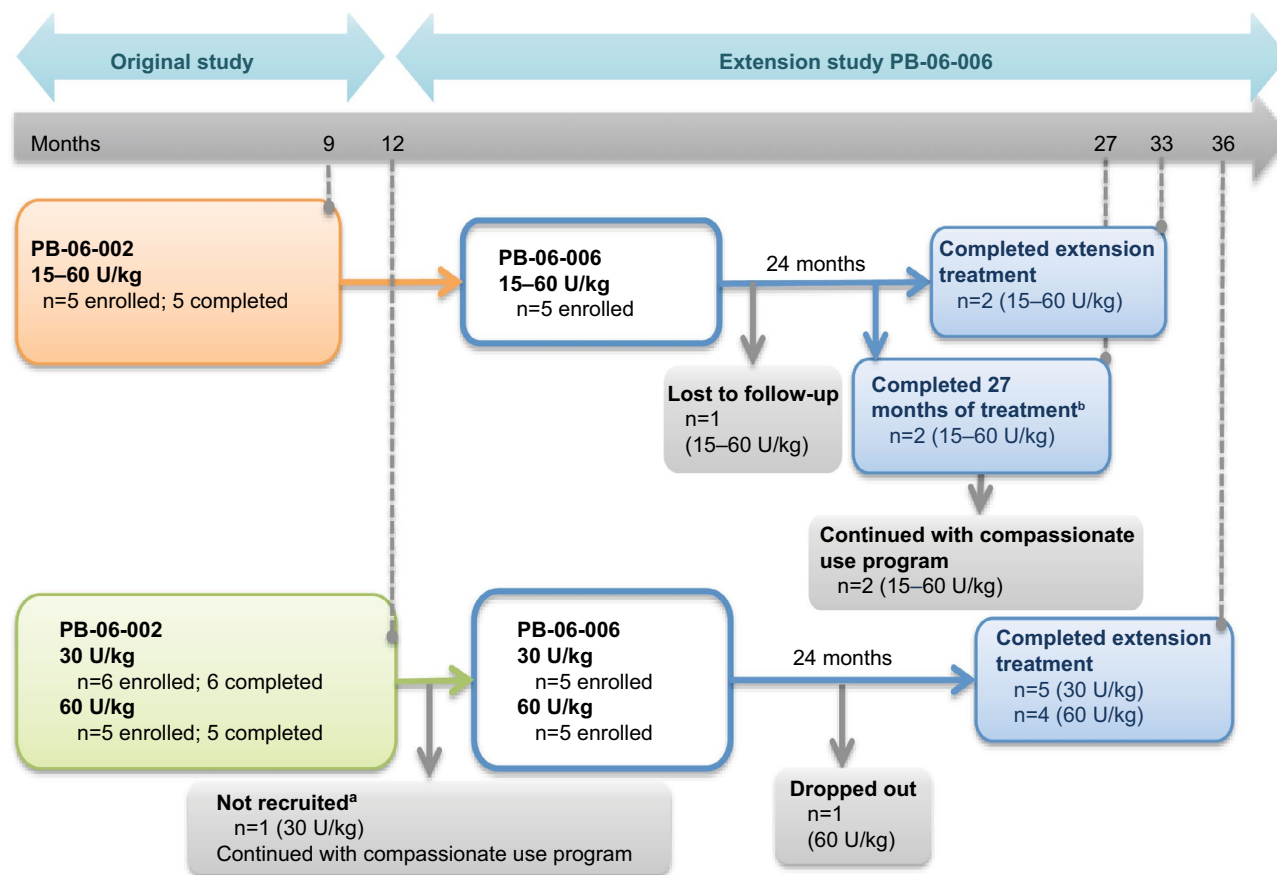 Original study
Extension study PB-06-006
Months
9
12
27
33
36
PB-06-002
15–60 U/kg
n=5 enrolled; 5 completed
PB-06-006
15–60 U/kg
n=5 enrolled
24 months
Completed extension
treatment
n=2 (15–60 U/kg)
Lost to follow-up
n=1
(15–60 U/kg)
Completed 27
months of treatmentᵇ
n=2 (15–60 U/kg)
Continued with compassionate
use program
n=2 (15–60 U/kg)
PB-06-002
30 U/kg
n=6 enrolled; 6 completed
60 U/kg
n=5 enrolled; 5 completed
PB-06-006
30 U/kg
n=5 enrolled
60 U/kg
n=5 enrolled
24 months
Completed extension
treatment
n=5 (30 U/kg)
n=4 (60 U/kg)
Not recruitedᵃ
n=1 (30 U/kg)
Continued with compassionate use program
Dropped out
n=1
(60 U/kg)